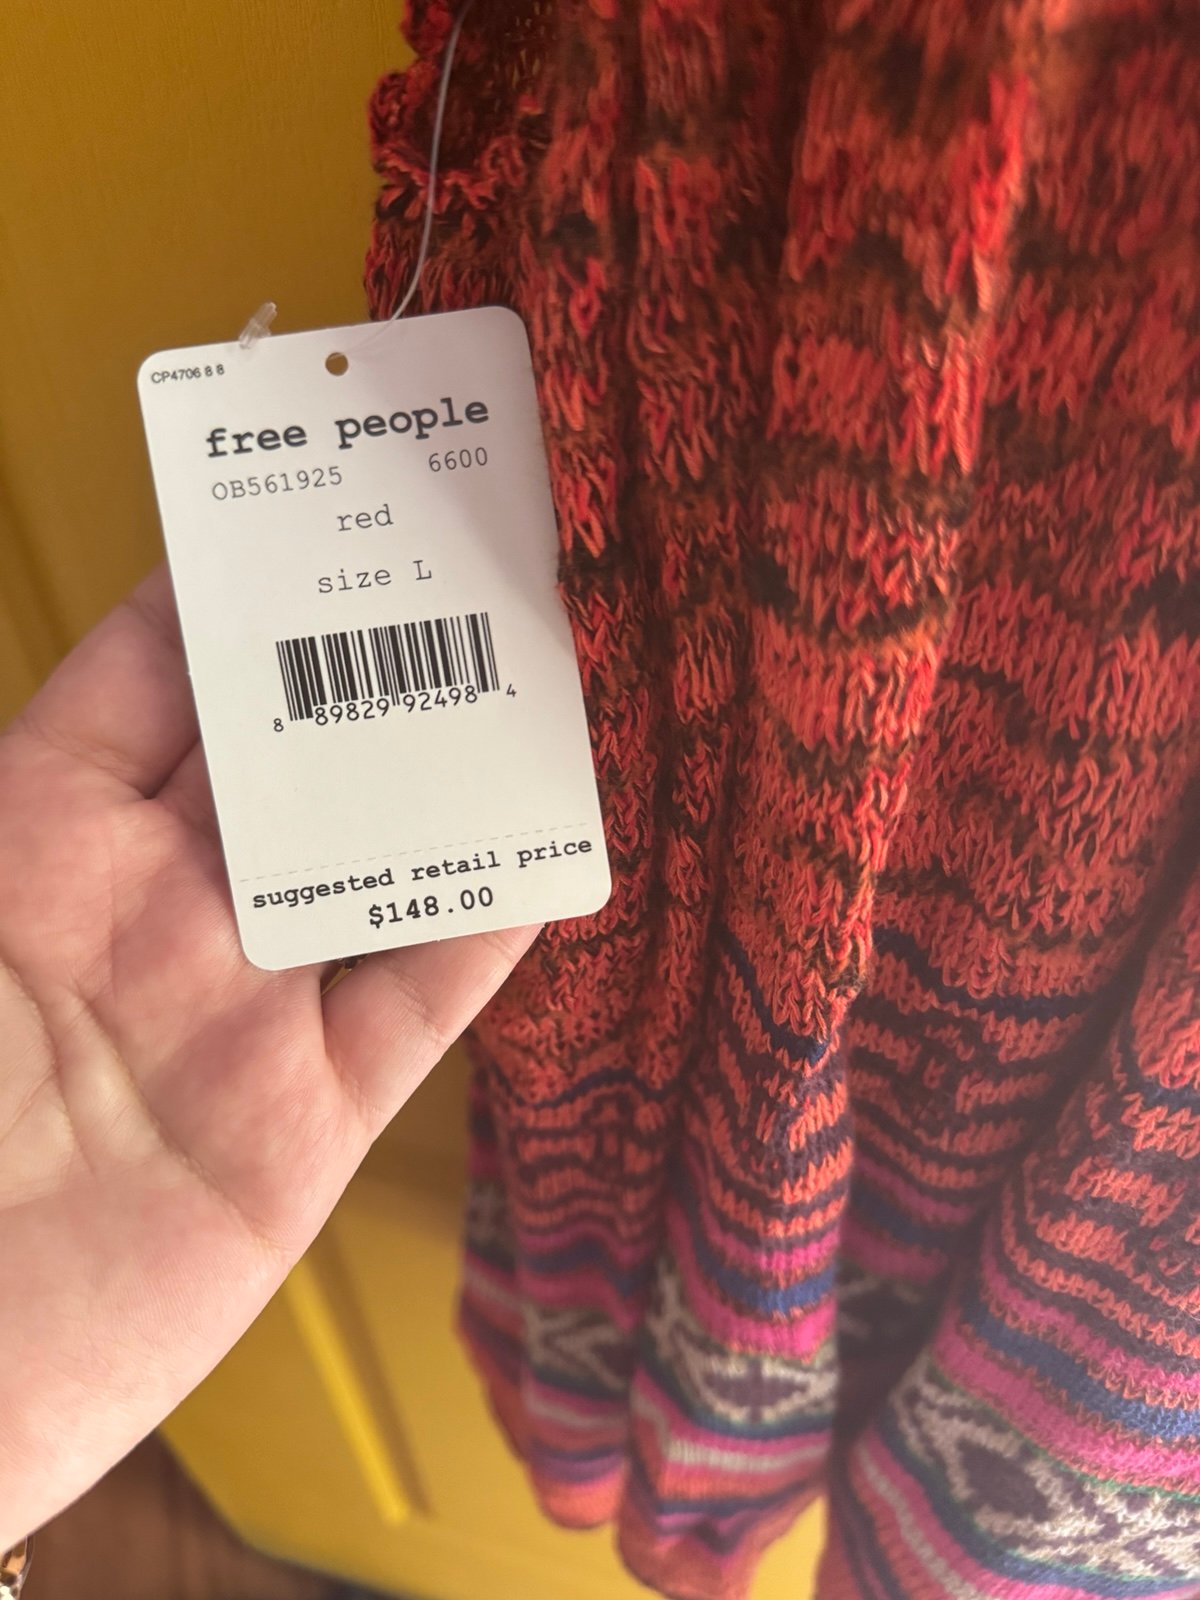 CP4706 8 8
free people
OB561925 6600
red
size L
8 89829 92498 4
suggested retail price
$148.00